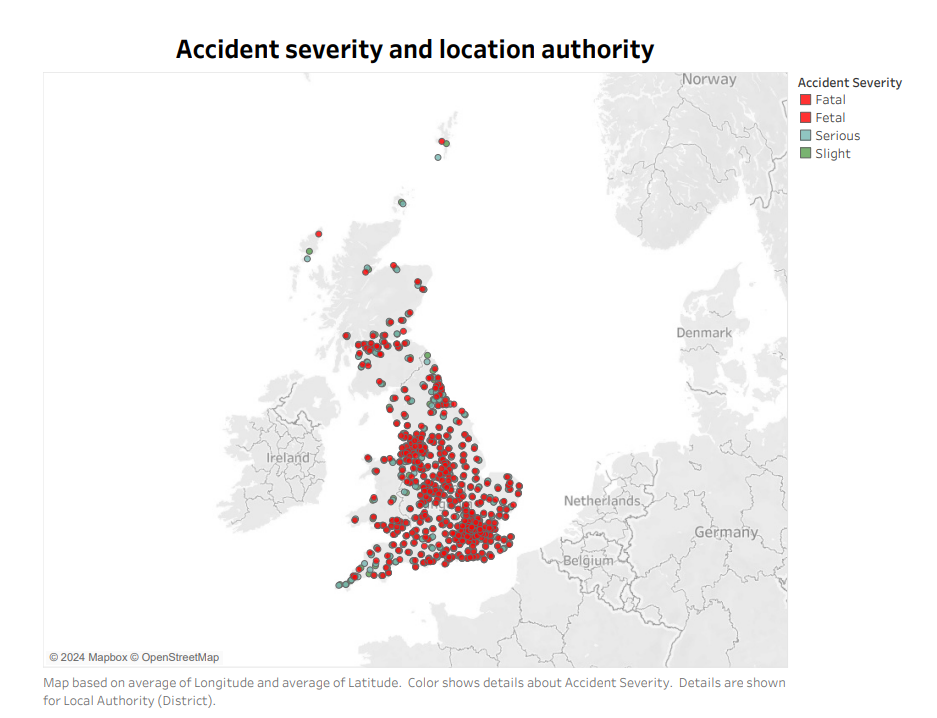 Accident severity and location authority
Norway
Accident Severity
Fatal
Fetal
Serious
Slight
Denmark
Ireland
Netherlands
Germany
Belgium
© 2024 Mapbox © OpenStreetMap
Map based on average of Longitude and average of Latitude. Color shows details about Accident Severity. Details are shown
for Local Authority (District).